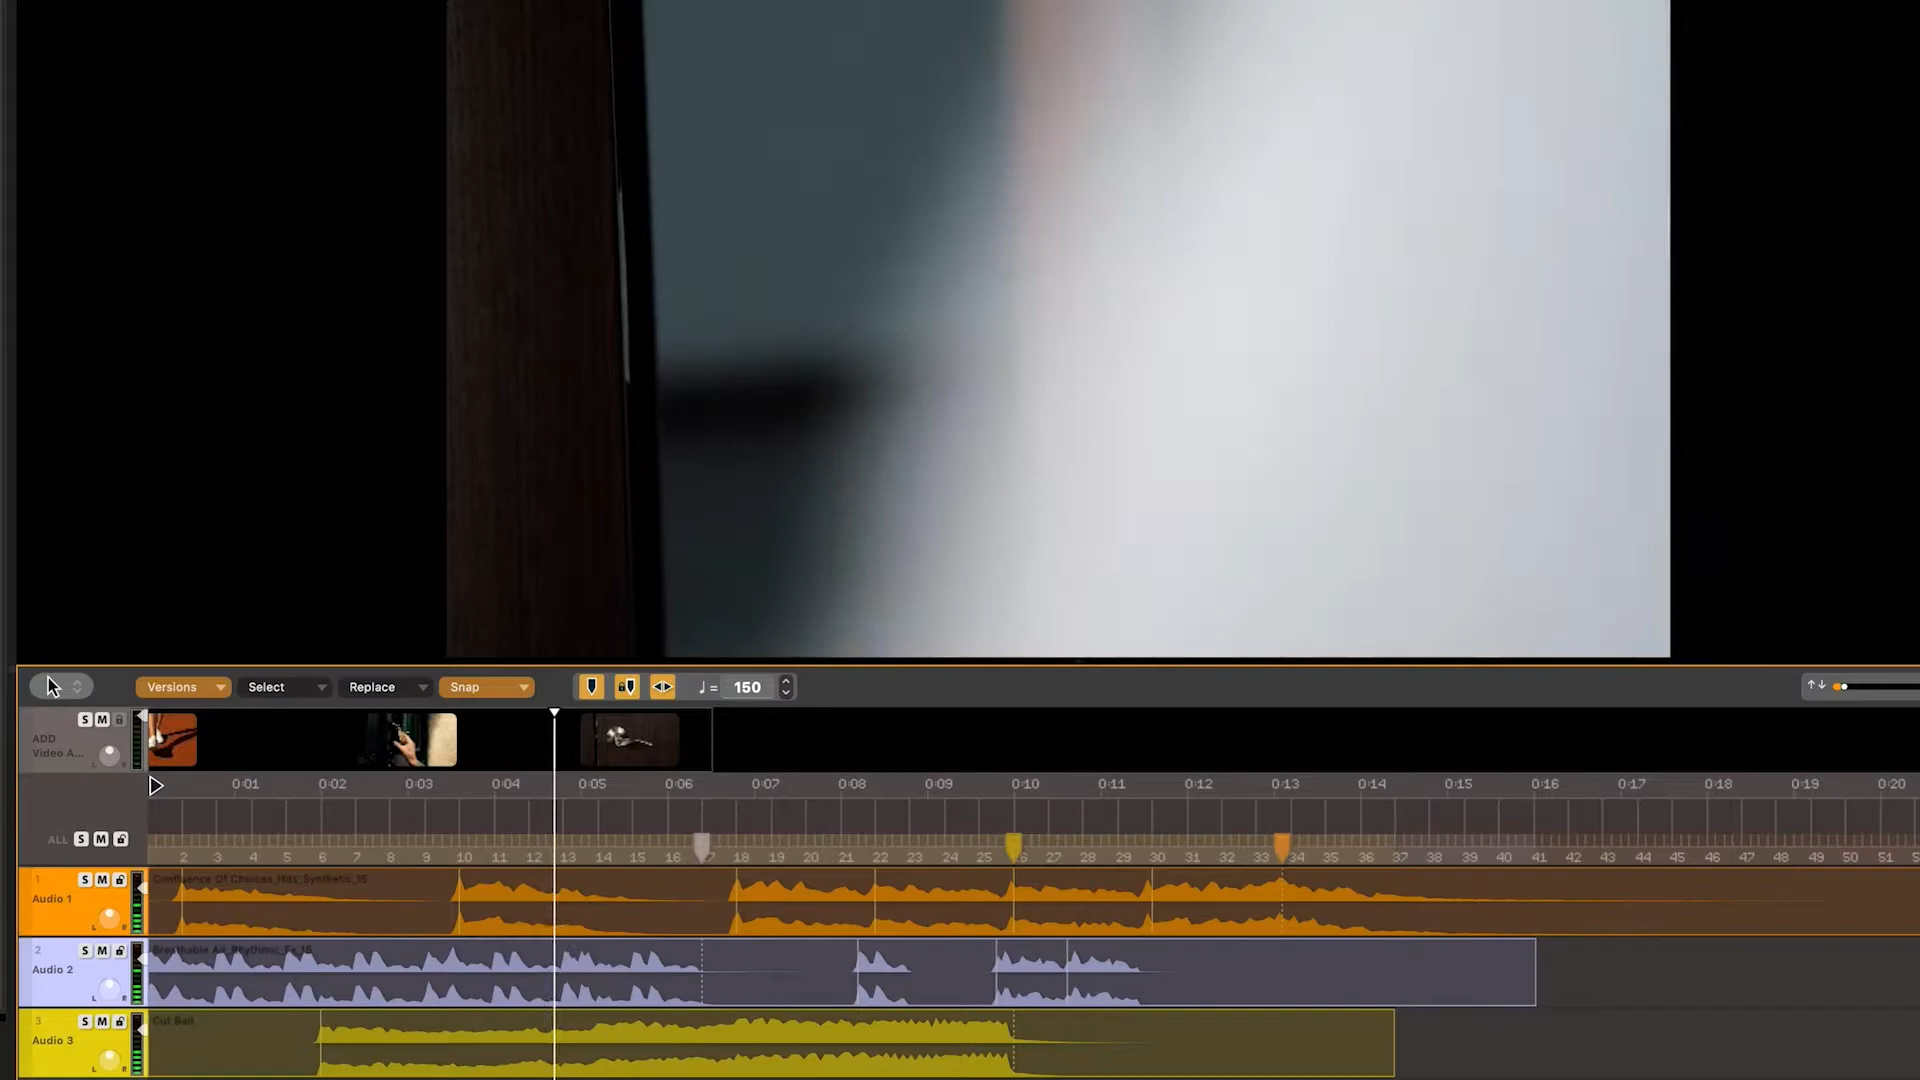 Versions Select Replace Snap ♩ = 150
S M
ADD
Video A...
L R
0:01 0:02 0:03 0:04 0:05 0:06 0:07 0:08 0:09 0:10 0:11 0:12 0:13 0:14 0:15 0:16 0:17 0:18 0:19 0:20
ALL S M
2 3 4 5 6 7 8 9 10 11 12 13 14 15 16 18 19 20 21 22 23 24 25 26 27 28 29 30 31 32 33 34 35 36 37 38 39 40 41 42 43 44 45 46 47 48 49 50 51
1 S M Confluence Of Choices_Hits_Synthetic_16
Audio 1
L R
2 S M Breathable Air_Rhythmic_Fx_16
Audio 2
L R
3 S M Cut Bait
Audio 3
L R